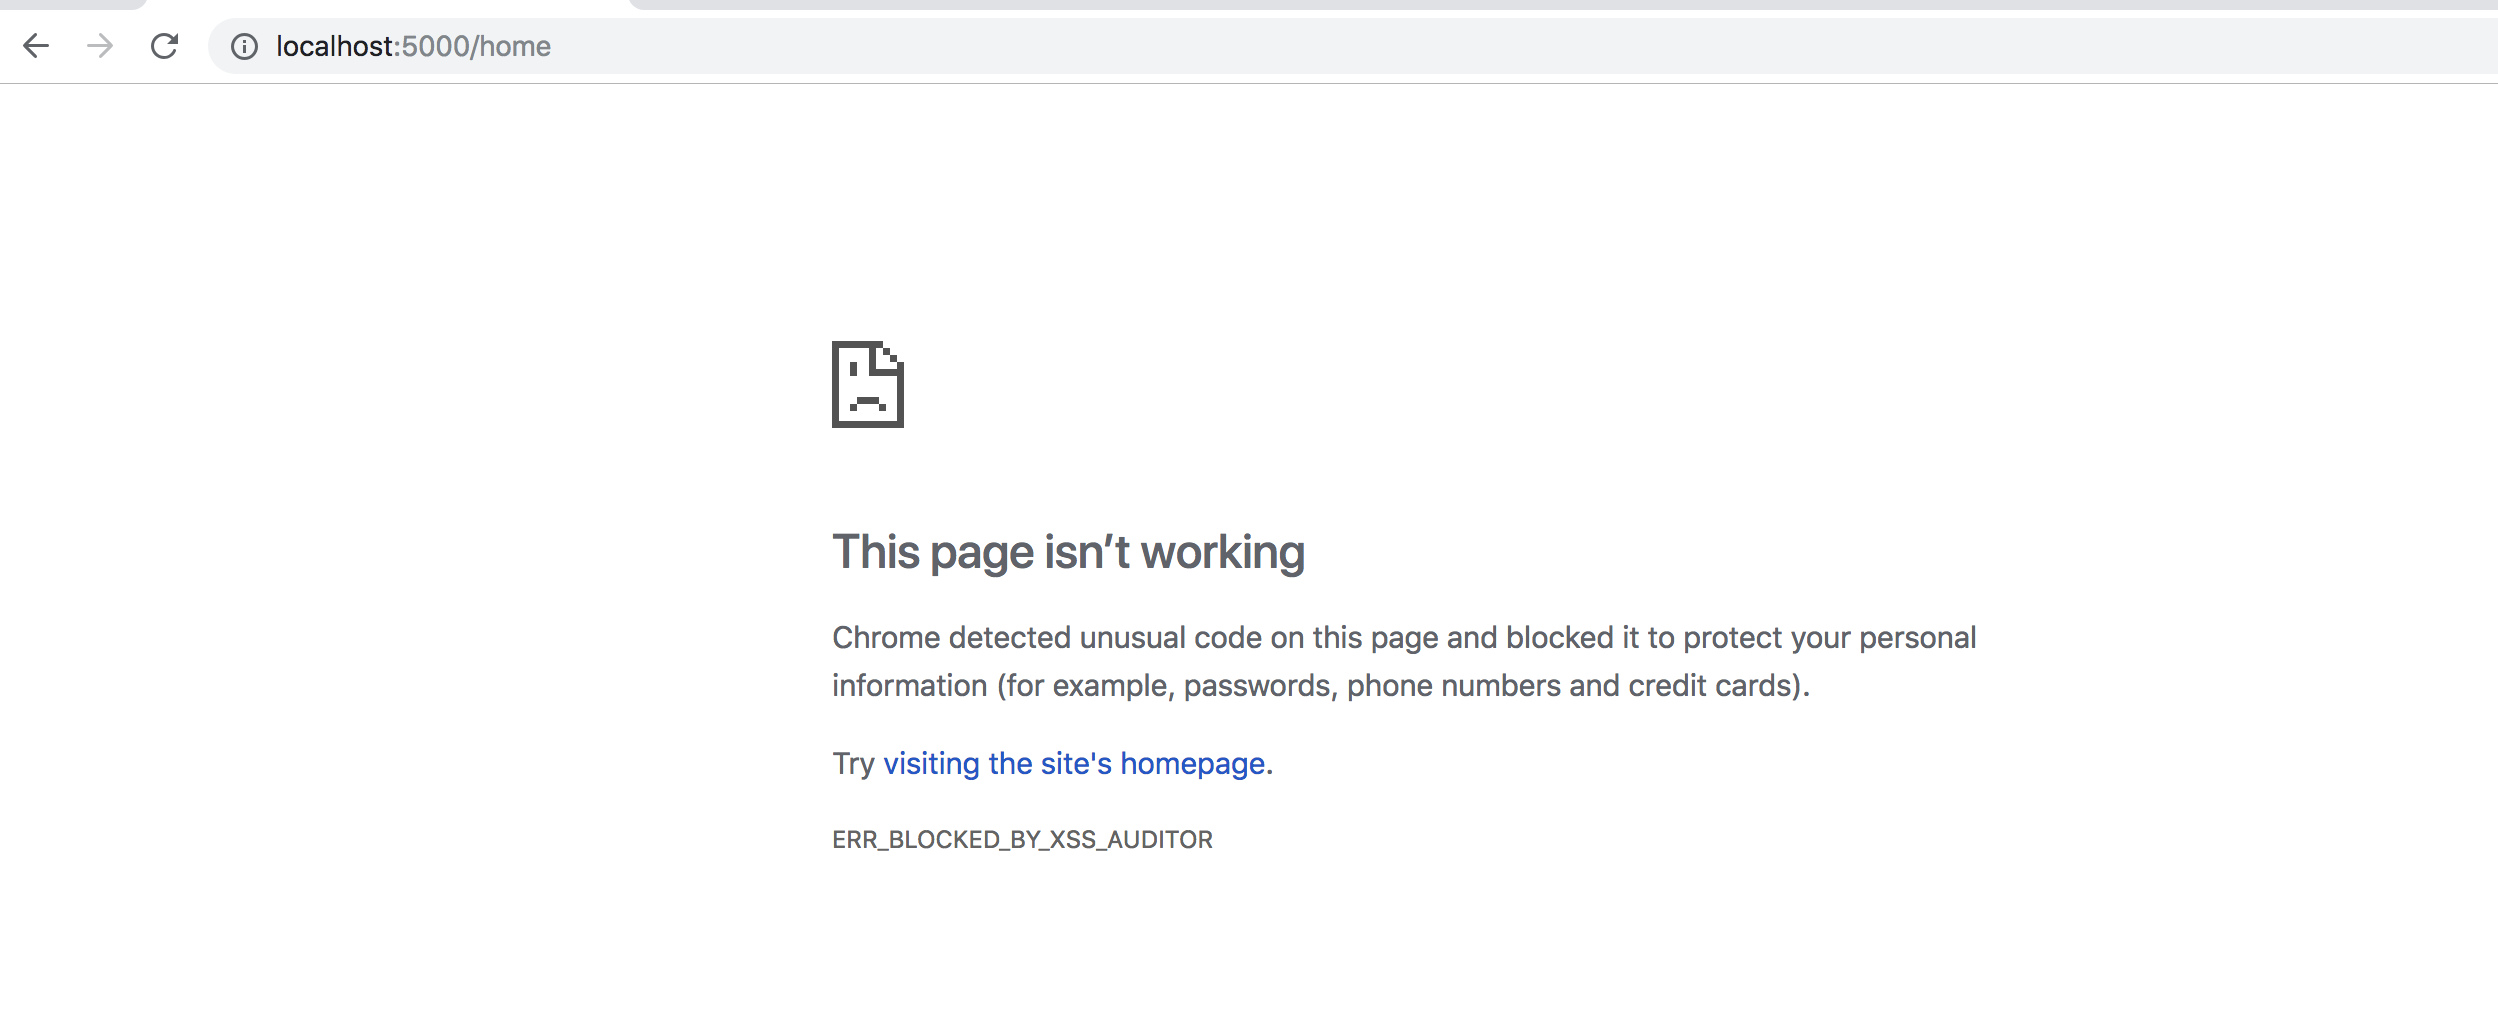 localhost:5000/home
This page isn’t working
Chrome detected unusual code on this page and blocked it to protect your personal
information (for example, passwords, phone numbers and credit cards).
Try visiting the site's homepage.
ERR_BLOCKED_BY_XSS_AUDITOR